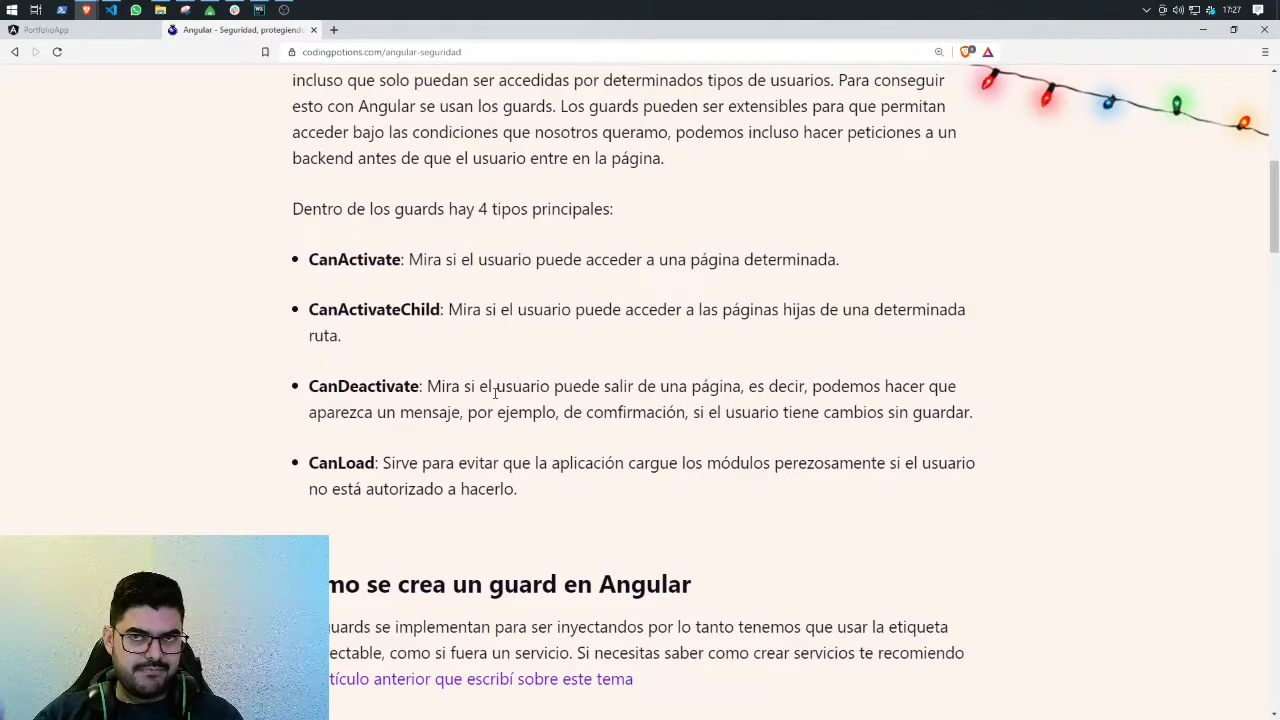 17:27
PortfolioApp
Angular - Seguridad, protegiendo
codingpotions.com/angular-seguridad
incluso que solo puedan ser accedidas por determinados tipos de usuarios. Para conseguir
esto con Angular se usan los guards. Los guards pueden ser extensibles para que permitan
acceder bajo las condiciones que nosotros queramo, podemos incluso hacer peticiones a un
backend antes de que el usuario entre en la página.
Dentro de los guards hay 4 tipos principales:
CanActivate: Mira si el usuario puede acceder a una página determinada.
CanActivateChild: Mira si el usuario puede acceder a las páginas hijas de una determinada
ruta.
CanDeactivate: Mira si el usuario puede salir de una página, es decir, podemos hacer que
aparezca un mensaje, por ejemplo, de comfirmación, si el usuario tiene cambios sin guardar.
CanLoad: Sirve para evitar que la aplicación cargue los módulos perezosamente si el usuario
no está autorizado a hacerlo.
mo se crea un guard en Angular
uards se implementan para ser inyectandos por lo tanto tenemos que usar la etiqueta
ectable, como si fuera un servicio. Si necesitas saber como crear servicios te recomiendo
tículo anterior que escribí sobre este tema